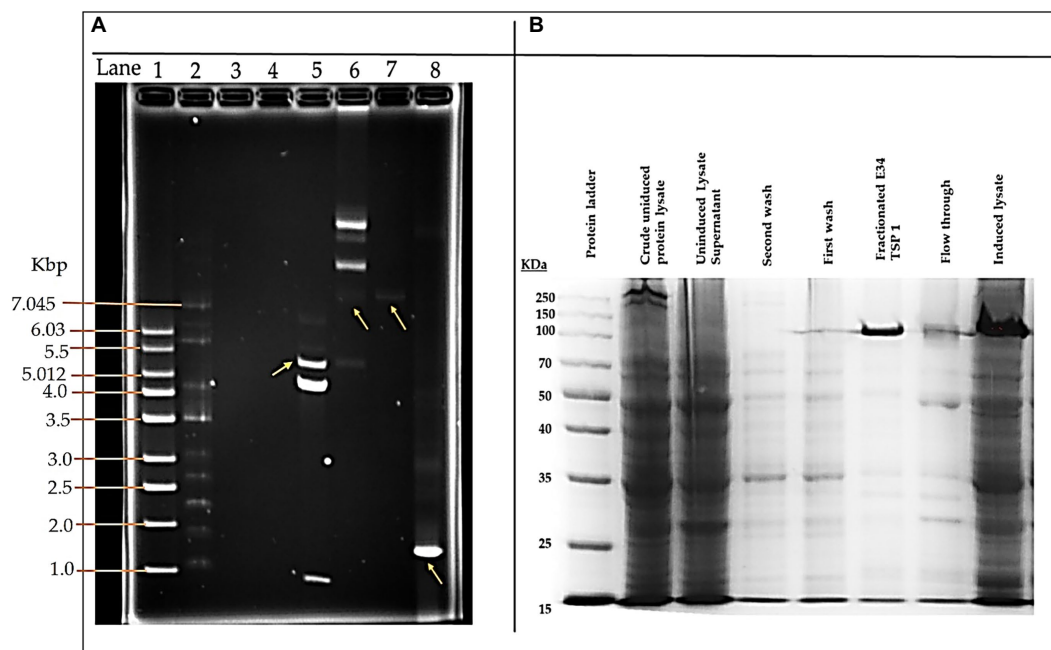 A
B
Lane 1 2 3 4 5 6 7 8
Kbp
7.045
6.03
5.5
5.012
4.0
3.5
3.0
2.5
2.0
1.0
Protein ladder
Crude uniduced
protein lysate
Uninduced Lysate
Supernatant
Second wash
First wash
Fractionated E34
TSP 1
Flow through
Induced lysate
KDa
250
150
100
70
50
40
35
25
15